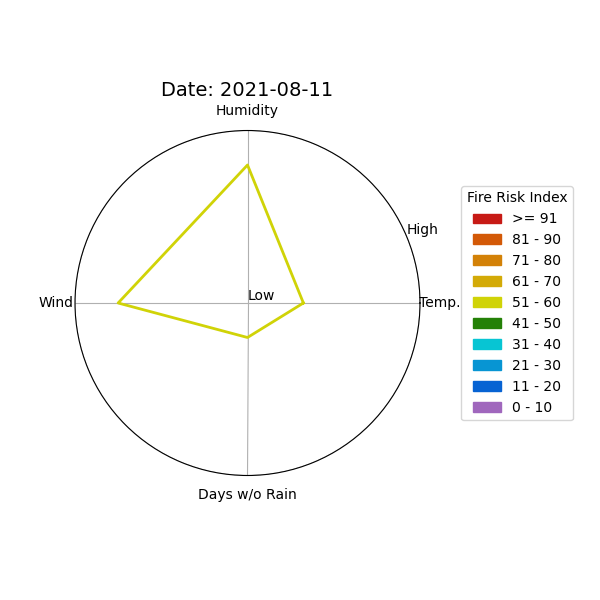 Date: 2021-08-11
Humidity
High
Low
Wind
Temp.
Days w/o Rain
Fire Risk Index
>= 91
81 - 90
71 - 80
61 - 70
51 - 60
41 - 50
31 - 40
21 - 30
11 - 20
0 - 10